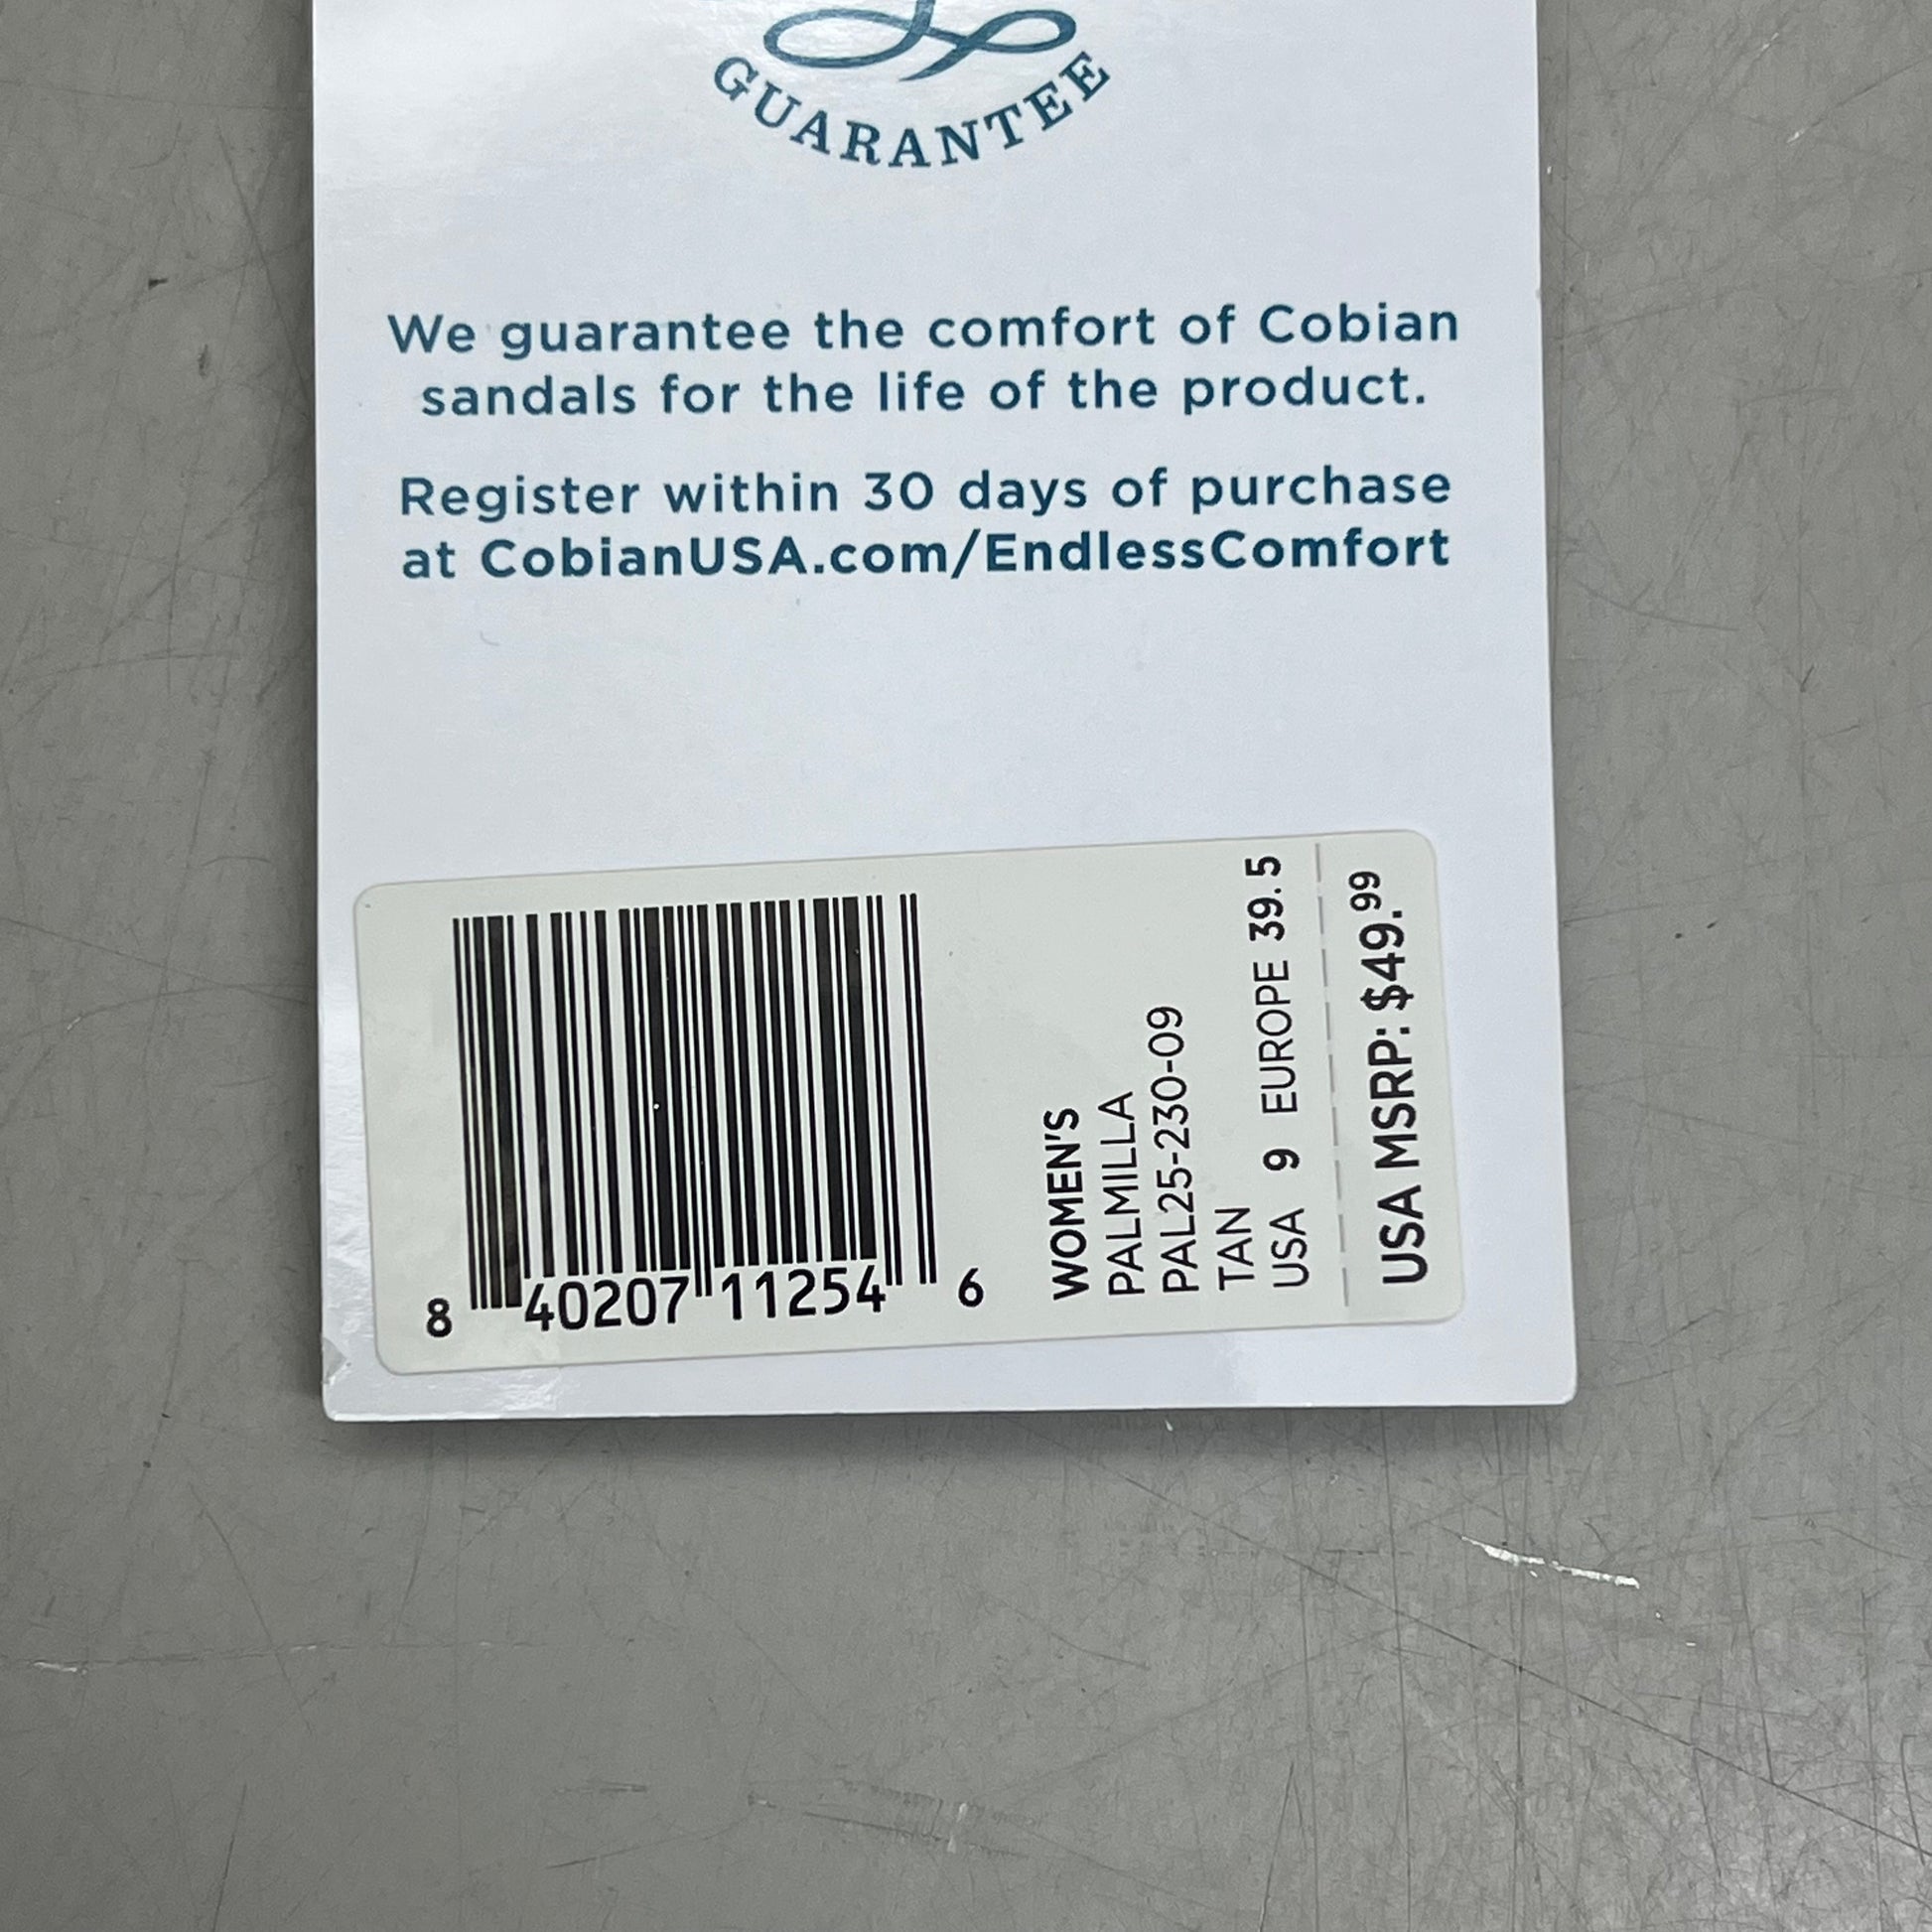 GUARANTEE
We guarantee the comfort of Cobian
sandals for the life of the product.
Register within 30 days of purchase
at CobianUSA.com/EndlessComfort
8 40207 11254 6
WOMEN'S
PALMILLA
PAL25-230-09
TAN
USA 9 EUROPE 39.5
USA MSRP: $49.99